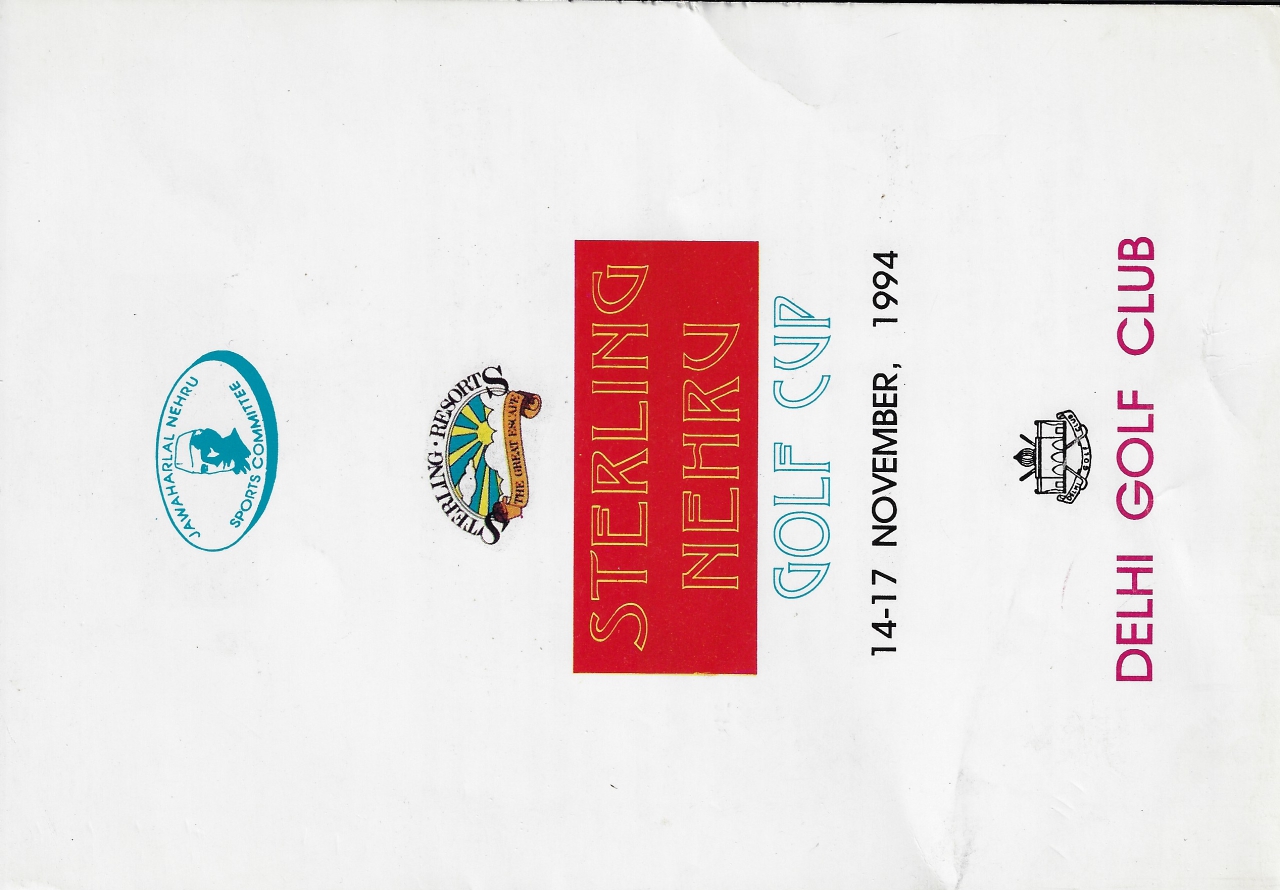 JAWAHARLAL NEHRU
SPORTS COMMITTEE
STERLING · RESORTS
THE GREAT ESCAPE
STERLING
NEHRU
GOLF CUP
14-17 NOVEMBER, 1994
DELHI GOLF CLUB
DELHI GOLF CLUB